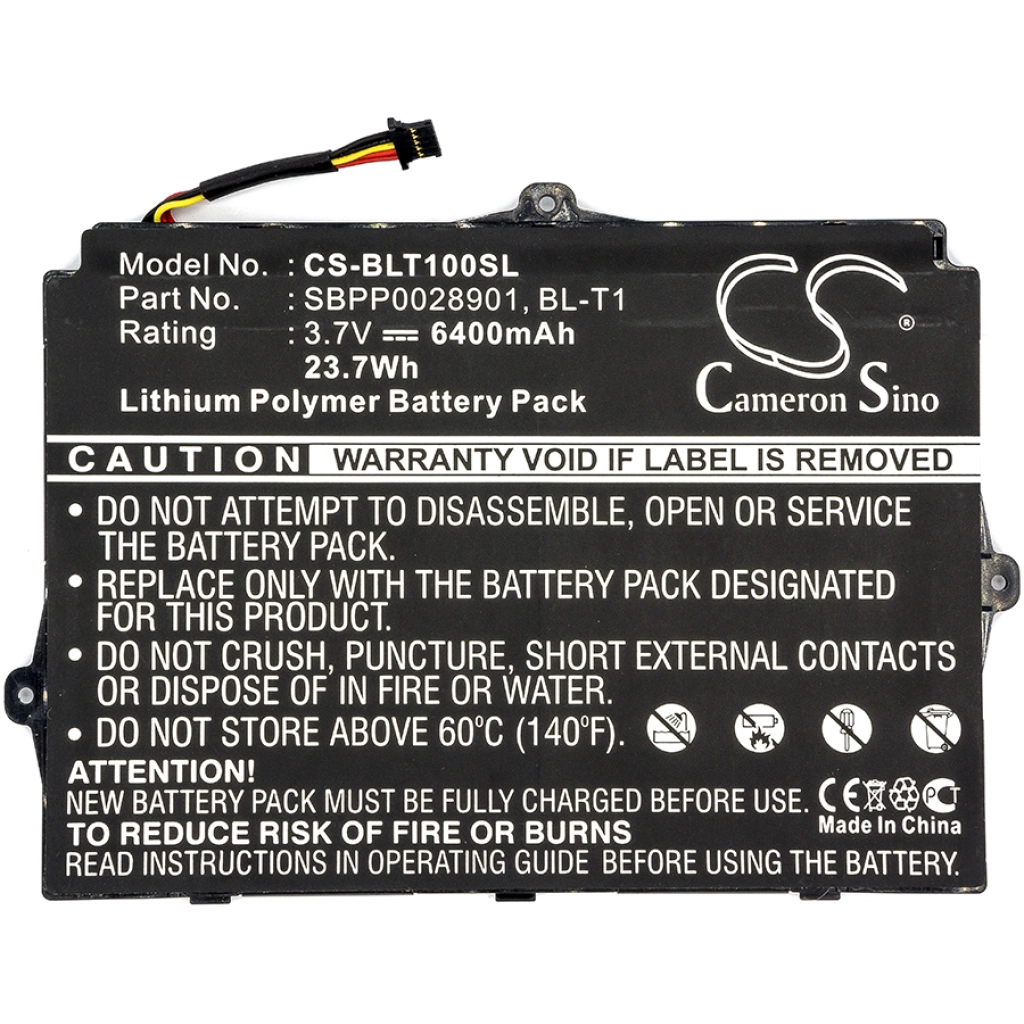 Model No. : CS-BLT100SL
Part No. : SBPP0028901, BL-T1
Rating : 3.7V 6400mAh
23.7Wh
Lithium Polymer Battery Pack
CS ®
Cameron Sino
CAUTION WARRANTY VOID IF LABEL IS REMOVED
• DO NOT ATTEMPT TO DISASSEMBLE, OPEN OR SERVICE
THE BATTERY PACK.
• REPLACE ONLY WITH THE BATTERY PACK DESIGNATED
FOR THIS PRODUCT.
• DO NOT CRUSH, PUNCTURE, SHORT EXTERNAL CONTACTS
OR DISPOSE OF IN FIRE OR WATER.
• DO NOT STORE ABOVE 60ºC (140ºF).
ATTENTION!
NEW BATTERY PACK MUST BE FULLY CHARGED BEFORE USE.
CE PCT
Made In China
TO REDUCE RISK OF FIRE OR BURNS
READ INSTRUCTIONS IN OPERATING GUIDE BEFORE USING THE BATTERY.